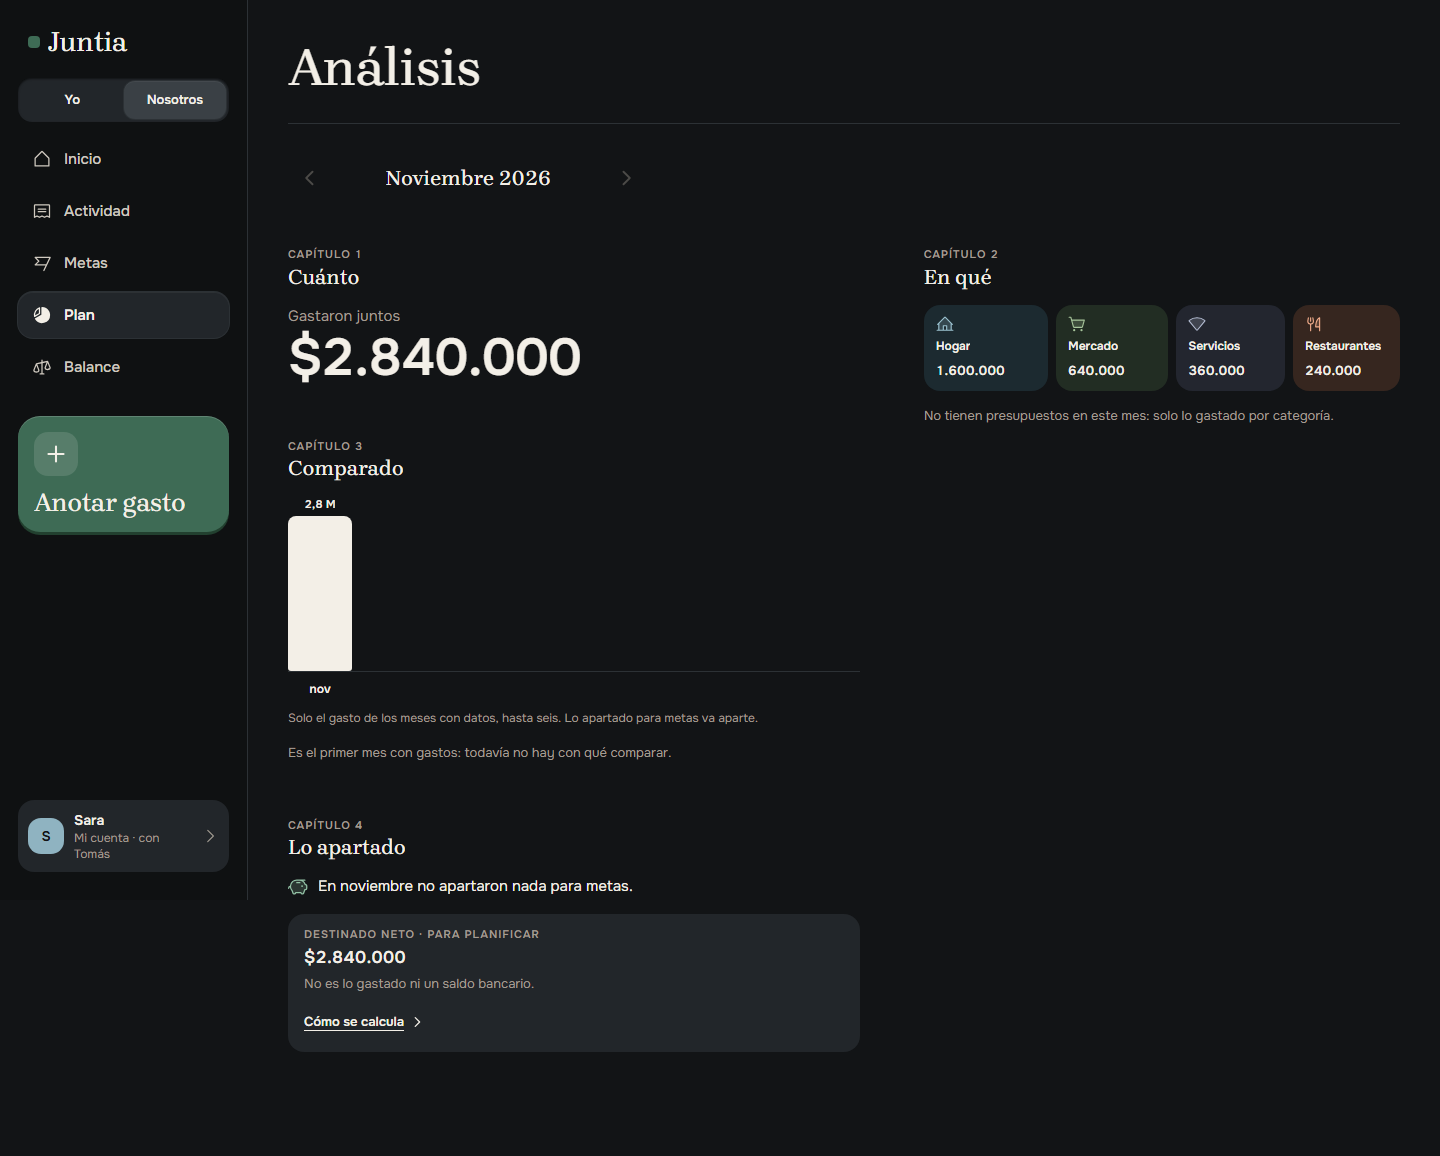 Juntia
Yo
Nosotros
Inicio
Actividad
Metas
Plan
Balance
Anotar gasto
Sara
Mi cuenta · con
Tomás
Análisis
Noviembre 2026
CAPÍTULO 1
Cuánto
Gastaron juntos
$2.840.000
CAPÍTULO 2
En qué
Hogar
1.600.000
Mercado
640.000
Servicios
360.000
Restaurantes
240.000
No tienen presupuestos en este mes: solo lo gastado por categoría.
CAPÍTULO 3
Comparado
2,8 M
nov
Solo el gasto de los meses con datos, hasta seis. Lo apartado para metas va aparte.
Es el primer mes con gastos: todavía no hay con qué comparar.
CAPÍTULO 4
Lo apartado
En noviembre no apartaron nada para metas.
DESTINADO NETO · PARA PLANIFICAR
$2.840.000
No es lo gastado ni un saldo bancario.
Cómo se calcula